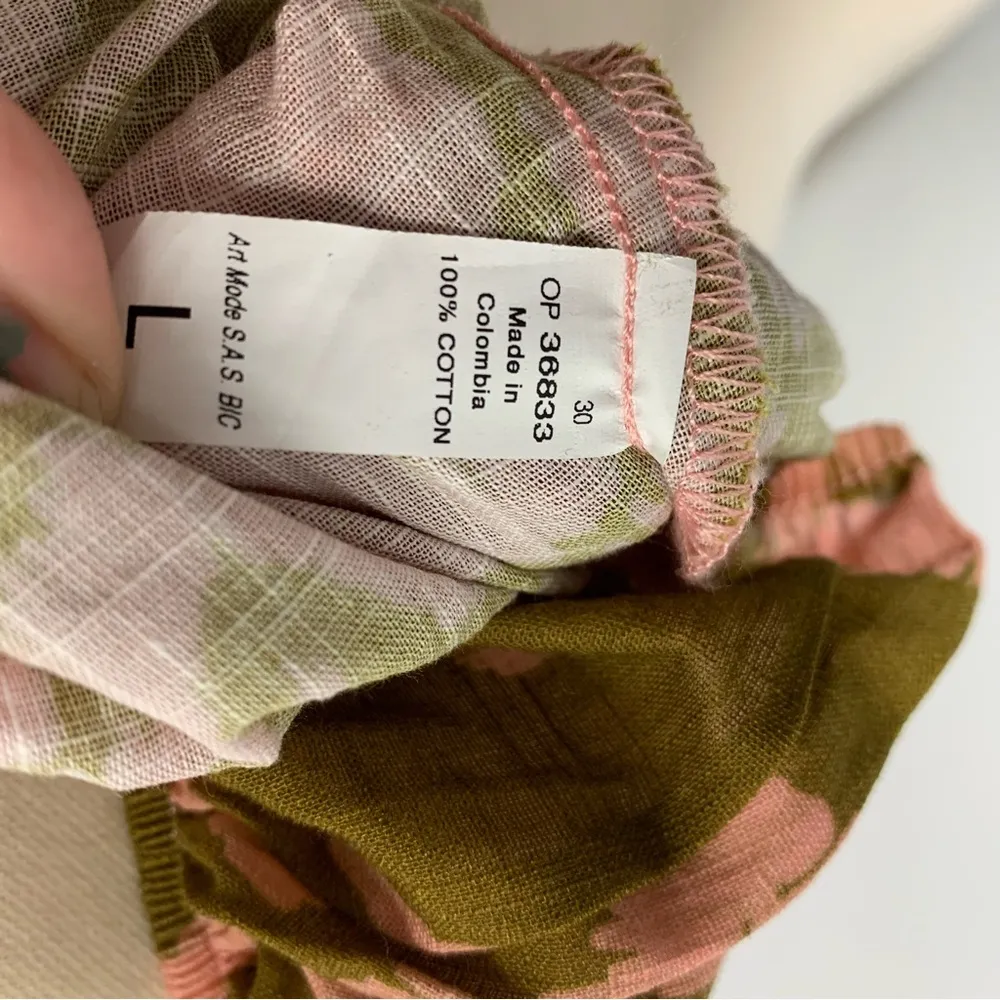 30
OP 36833
Made in
Colombia
100% COTTON
Art Mode S.A.S. BIC
L